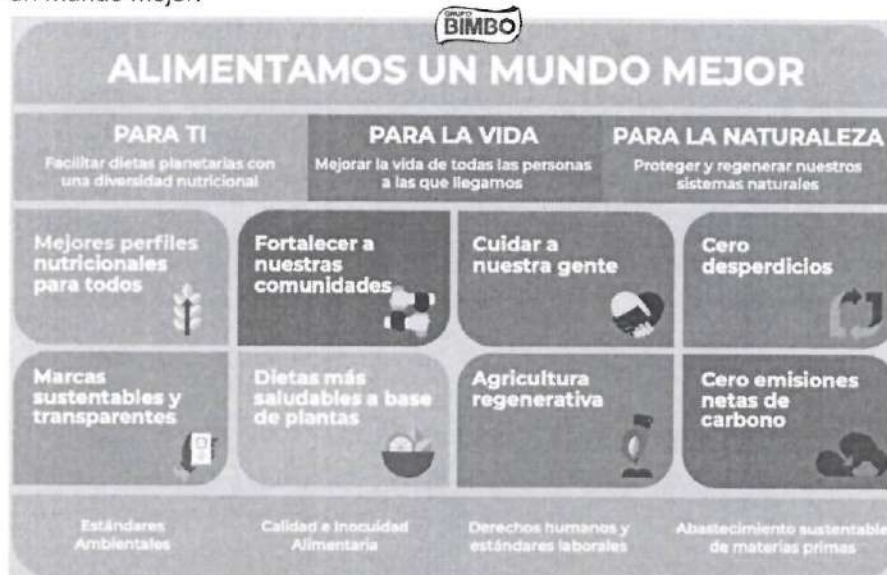 un mundo mejor.
GRUPO
BIMBO
ALIMENTAMOS UN MUNDO MEJOR
PARA TI
Facilitar dietas planetarias con
una diversidad nutricional
PARA LA VIDA
Mejorar la vida de todas las personas
a las que llegamos
PARA LA NATURALEZA
Proteger y regenerar nuestros
sistemas naturales
Mejores perfiles
nutricionales
para todos
Fortalecer a
nuestras
comunidades
Cuidar a
nuestra gente
Cero
desperdicios
Marcas
sustentables y
transparentes
Dietas más
saludables a base
de plantas
Agricultura
regenerativa
Cero emisiones
netas de
carbono
Estándares
Ambientales
Calidad e Inocuidad
Alimentaria
Derechos humanos y
estándares laborales
Abastecimiento sustentable
de materias primas